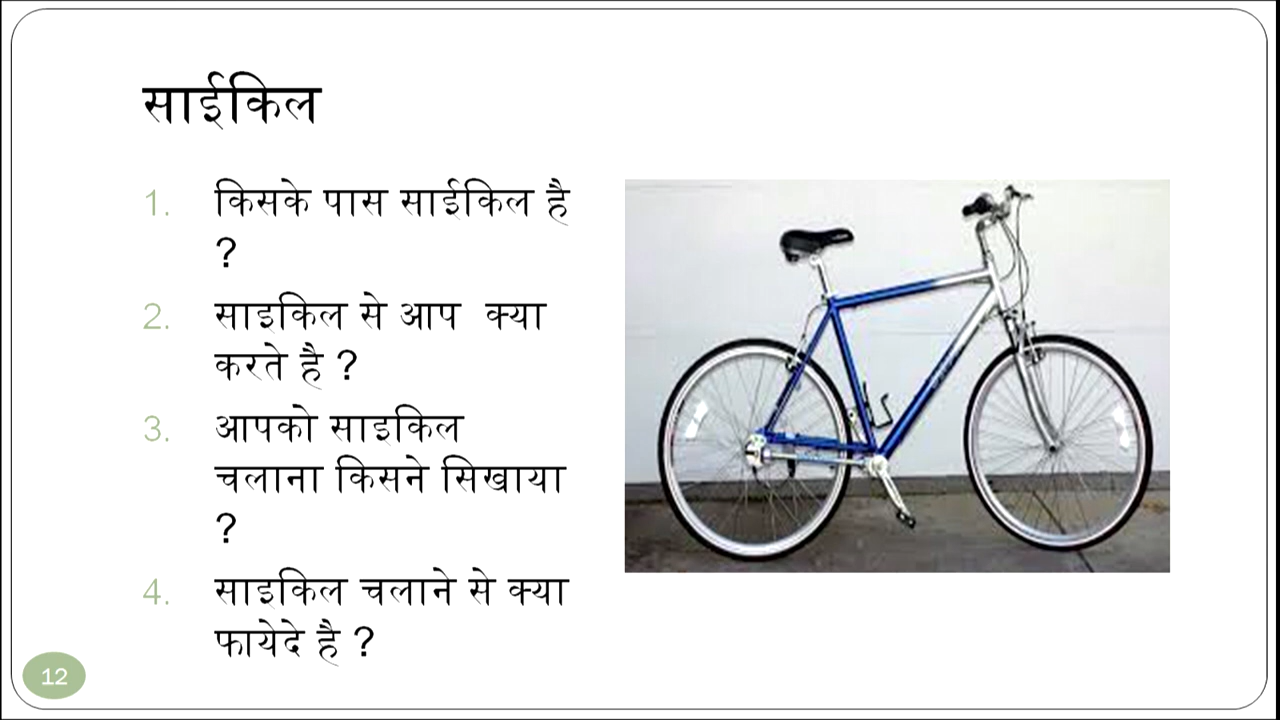 साईकिल
1. किसके पास साईकिल है
?
2. साइकिल से आप क्या
करते है ?
3. आपको साइकिल
चलाना किसने सिखाया
?
4. साइकिल चलाने से क्या
फायेदे है ?
12